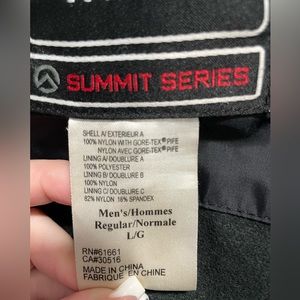 SUMMIT SERIES
SHELL A/ EXTERIEUR A
100% NYLON WITH GORE-TEX® PIFE
NYLON AVEC GORE-TEX® PIFE
LINING A/ DOUBLURE A
100% POLYESTER
LINING B/ DOUBLURE B
100% NYLON
LINING C/ DOUBLURE C
82% NYLON 18% SPANDEX
Men's/Hommes
Regular/Normale
L/G
RN#61661
CA#30516
MADE IN CHINA
FABRIQUE EN CHINE